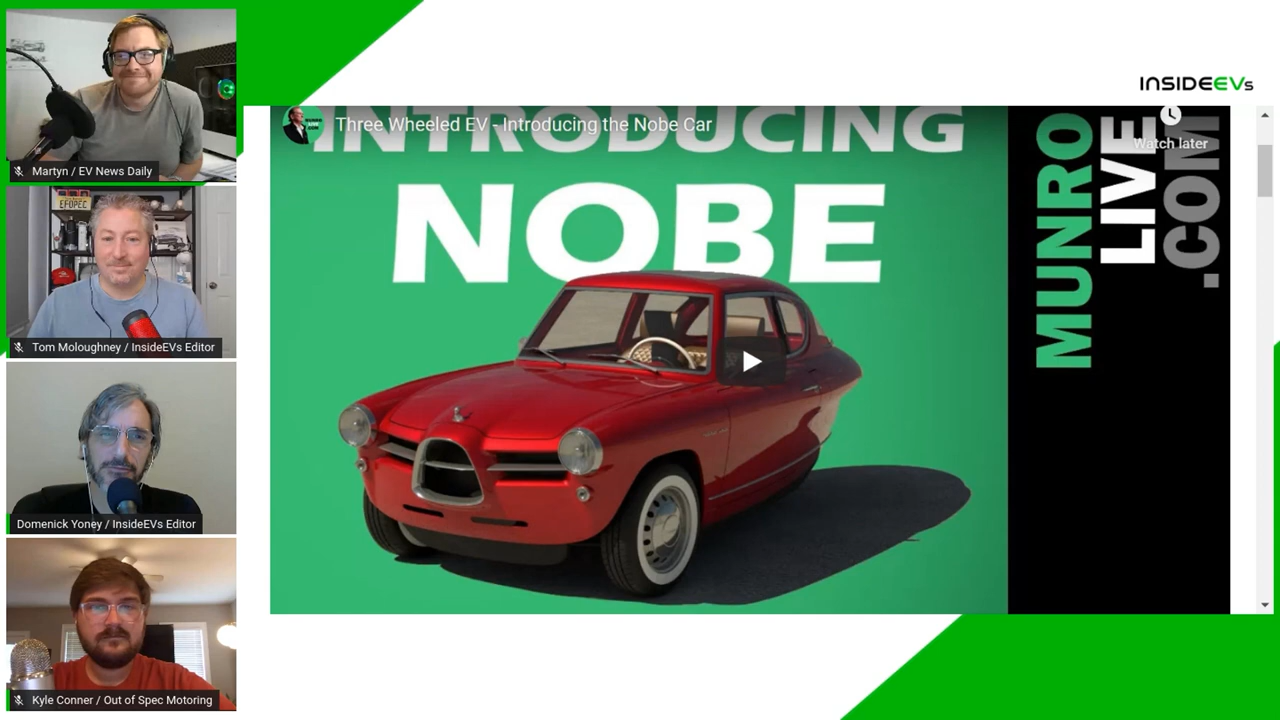 Martyn / EV News Daily
EFOPEC
Tom Moloughney / InsideEVs Editor
Domenick Yoney / InsideEVs Editor
Kyle Conner / Out of Spec Motoring
INSIDEEVs
INTRODUCING
Three Wheeled EV - Introducing the Nobe Car
NOBE
Watch later
MUNRO
LIVE
.COM